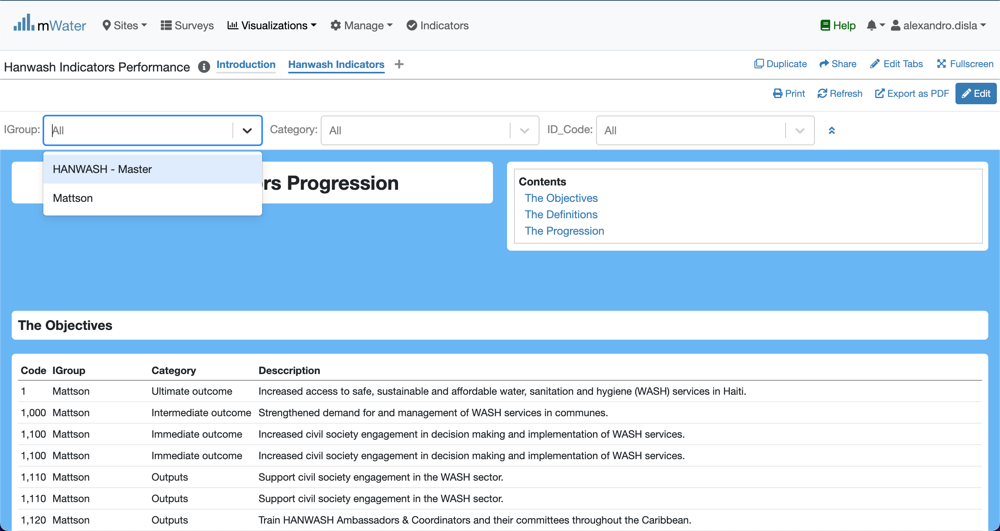 mWater Sites Surveys Visualizations Manage Indicators Help alexandro.disla
Hanwash Indicators Performance Introduction Hanwash Indicators + Duplicate Share Edit Tabs Fullscreen
Print Refresh Export as PDF Edit
IGroup: All Category: All ID_Code: All
HANWASH - Master
Mattson
rs Progression
Contents
The Objectives
The Definitions
The Progression
The Objectives
Code IGroup Category Desccription
1 Mattson Ultimate outcome Increased access to safe, sustainable and affordable water, sanitation and hygiene (WASH) services in Haiti.
1,000 Mattson Intermediate outcome Strengthened demand for and management of WASH services in communes.
1,100 Mattson Immediate outcome Increased civil society engagement in decision making and implementation of WASH services.
1,100 Mattson Immediate outcome Increased civil society engagement in decision making and implementation of WASH services.
1,110 Mattson Outputs Support civil society engagement in the WASH sector.
1,110 Mattson Outputs Support civil society engagement in the WASH sector.
1,120 Mattson Outputs Train HANWASH Ambassadors & Coordinators and their committees throughout the Caribbean.